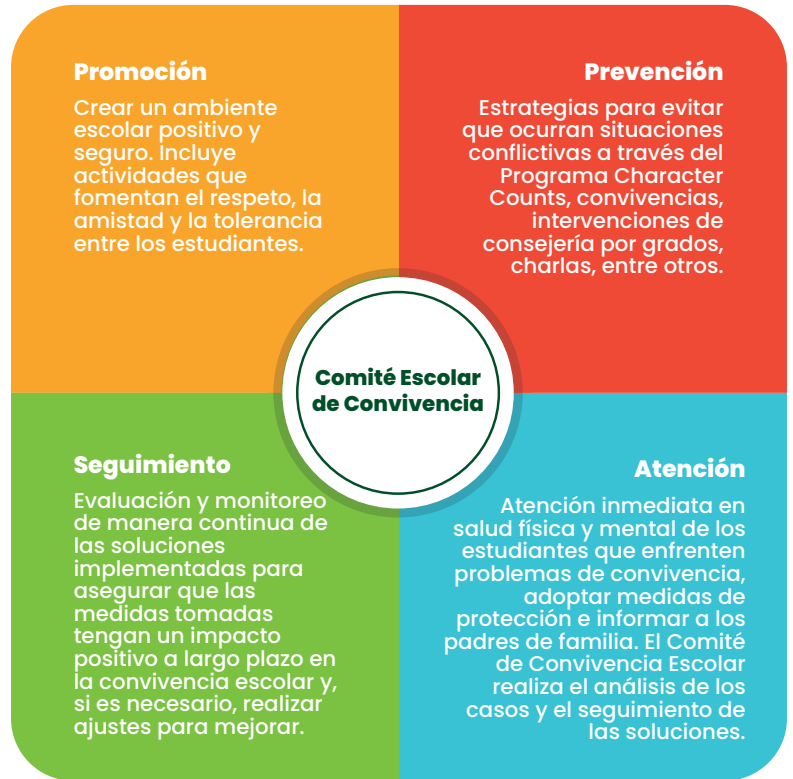 Promoción
Crear un ambiente
escolar positivo y
seguro. Incluye
actividades que
fomentan el respeto, la
amistad y la tolerancia
entre los estudiantes.
Prevención
Estrategias para evitar
que ocurran situaciones
conflictivas a través del
Programa Character
Counts, convivencias,
intervenciones de
consejería por grados,
charlas, entre otros.
Comité Escolar
de Convivencia
Seguimiento
Evaluación y monitoreo
de manera continua de
las soluciones
implementadas para
asegurar que las
medidas tomadas
tengan un impacto
positivo a largo plazo en
la convivencia escolar y,
si es necesario, realizar
ajustes para mejorar.
Atención
Atención inmediata en
salud física y mental de los
estudiantes que enfrenten
problemas de convivencia,
adoptar medidas de
protección e informar a los
padres de familia. El Comité
de Convivencia Escolar
realiza el análisis de los
casos y el seguimiento de
las soluciones.